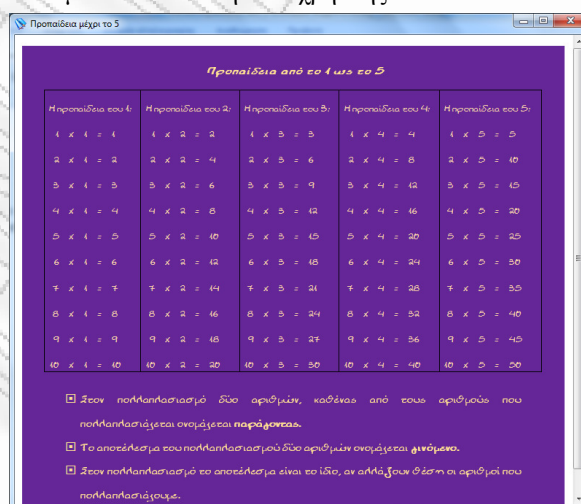 Προπαίδεια μέχρι το 5
Προπαίδεια από το 1 ως το 5
Η προπαίδεια του 1: Η προπαίδεια του 2: Η προπαίδεια του 3: Η προπαίδεια του 4: Η προπαίδεια του 5:
1 x 1 = 1 1 x 2 = 2 1 x 3 = 3 1 x 4 = 4 1 x 5 = 5
2 x 1 = 2 2 x 2 = 4 2 x 3 = 6 2 x 4 = 8 2 x 5 = 10
3 x 1 = 3 3 x 2 = 6 3 x 3 = 9 3 x 4 = 12 3 x 5 = 15
4 x 1 = 4 4 x 2 = 8 4 x 3 = 12 4 x 4 = 16 4 x 5 = 20
5 x 1 = 5 5 x 2 = 10 5 x 3 = 15 5 x 4 = 20 5 x 5 = 25
6 x 1 = 6 6 x 2 = 12 6 x 3 = 18 6 x 4 = 24 6 x 5 = 30
7 x 1 = 7 7 x 2 = 14 7 x 3 = 21 7 x 4 = 28 7 x 5 = 35
8 x 1 = 8 8 x 2 = 16 8 x 3 = 24 8 x 4 = 32 8 x 5 = 40
9 x 1 = 9 9 x 2 = 18 9 x 3 = 27 9 x 4 = 36 9 x 5 = 45
10 x 1 = 10 10 x 2 = 20 10 x 3 = 30 10 x 4 = 40 10 x 5 = 50
Στον πολλαπλασιασμό δύο αριθμών, καθένας από τους αριθμούς που
πολλαπλασιάζεται ονομάζεται παράγοντας.
Το αποτέλεσμα του πολλαπλασιασμού δύο αριθμών ονομάζεται γινόμενο.
Στον πολλαπλασιασμό το αποτέλεσμα είναι το ίδιο, αν αλλάξουν θέση οι αριθμοί που
πολλαπλασιάζουμε.